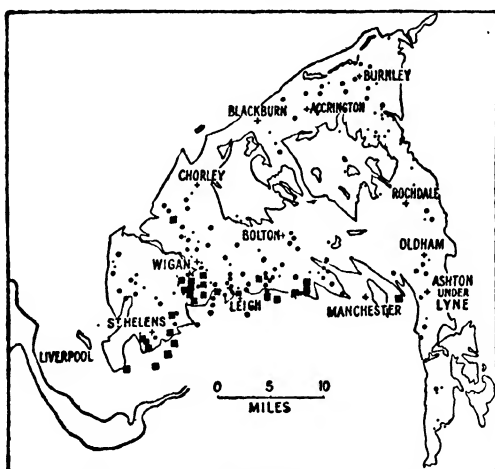 BURNLEY
ACCRINGTON
BLACKBURN
CHORLEY
ROCHDALE
BOLTON
OLDHAM
WIGAN
ASHTON
UNDER
LYNE
LEIGH
MANCHESTER
ST HELENS
LIVERPOOL
0 5 10
MILES